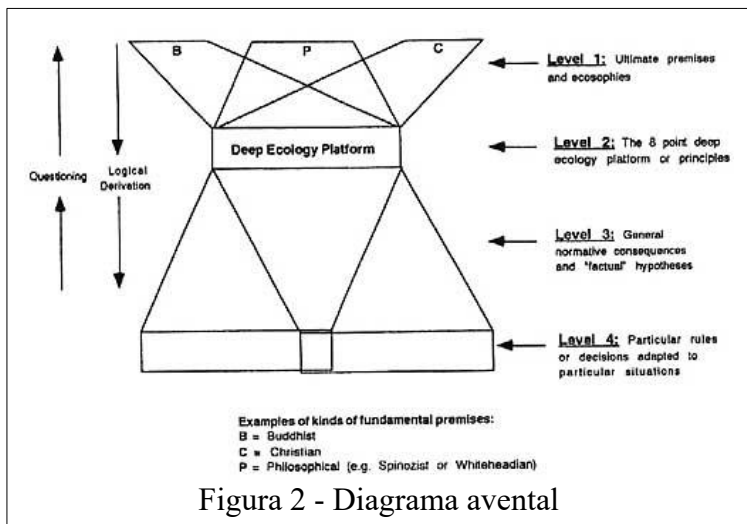 B
P
C
Level 1: Ultimate premises
and ecosophies
Deep Ecology Platform
Level 2: The 8 point deep
ecology platform or principles
Questioning
Logical
Derivation
Level 3: General
normative consequences
and "factual" hypotheses
Level 4: Particular rules
or decisions adapted to
particular situations
Examples of kinds of fundamental premises:
B = Buddhist
C = Christian
P = Philosophical (e.g. Spinozist or Whiteheadian)
Figura 2 - Diagrama avental